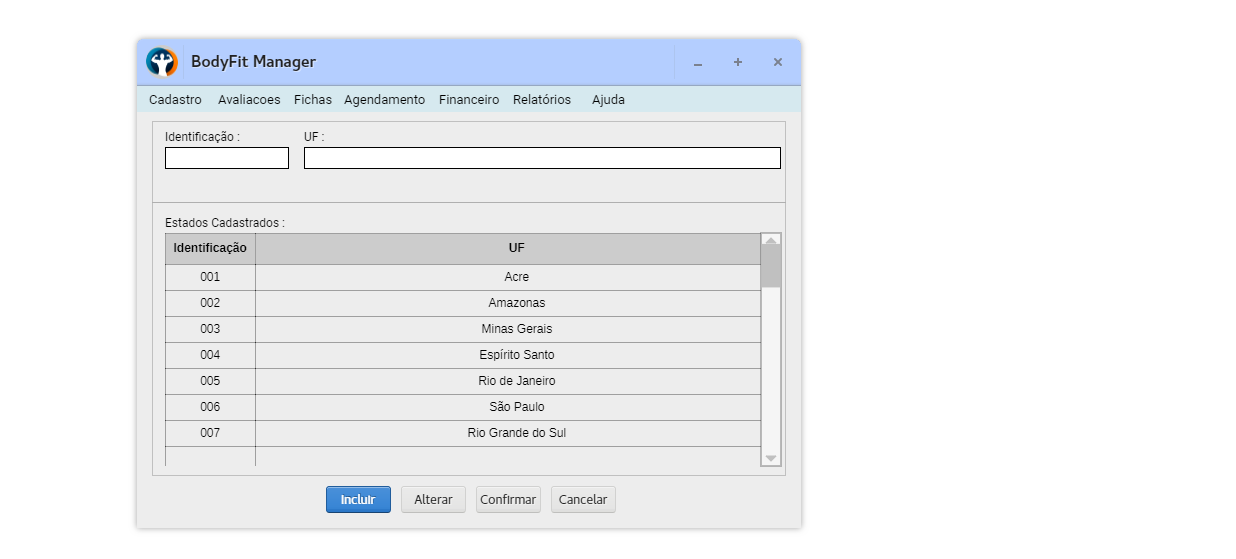 BodyFit Manager
Cadastro Avaliacoes Fichas Agendamento Financeiro Relatórios Ajuda
Identificação : UF :
Estados Cadastrados :
Identificação UF
001 Acre
002 Amazonas
003 Minas Gerais
004 Espírito Santo
005 Rio de Janeiro
006 São Paulo
007 Rio Grande do Sul
Incluir Alterar Confirmar Cancelar